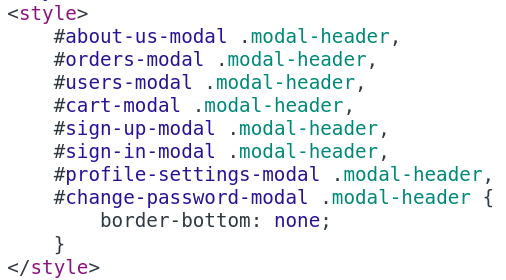 <style>
    #about-us-modal .modal-header,
    #orders-modal .modal-header,
    #users-modal .modal-header,
    #cart-modal .modal-header,
    #sign-up-modal .modal-header,
    #sign-in-modal .modal-header,
    #profile-settings-modal .modal-header,
    #change-password-modal .modal-header {
        border-bottom: none;
    }
</style>